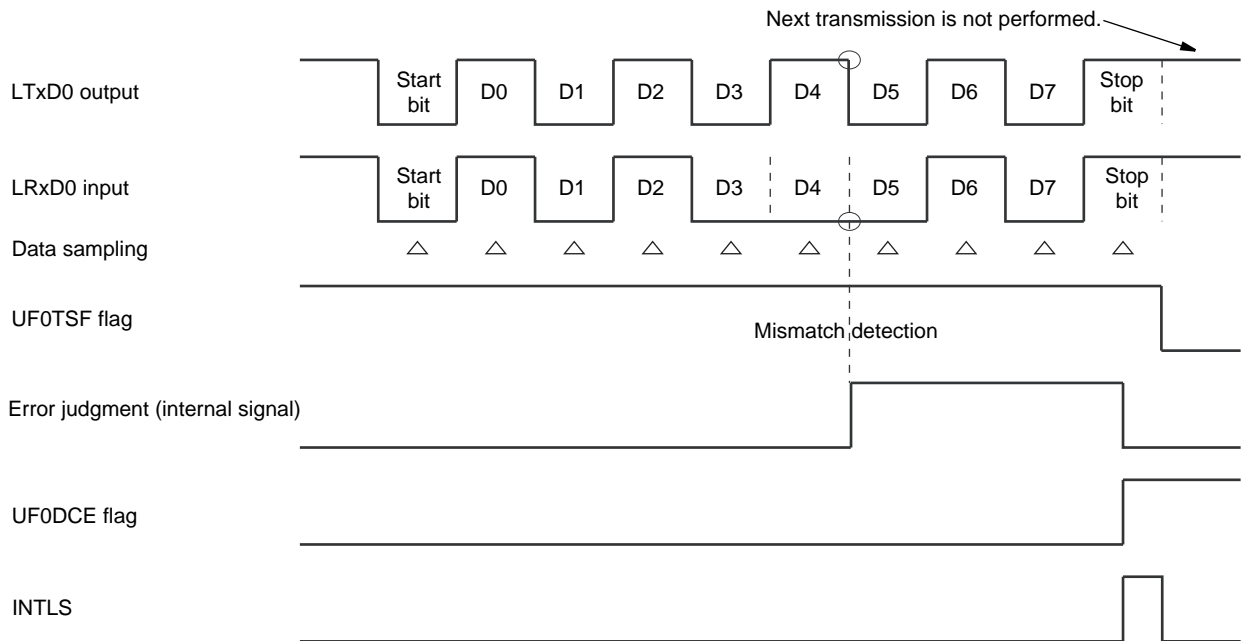 Next transmission is not performed.
LTxD0 output
Start bit D0 D1 D2 D3 D4 D5 D6 D7 Stop bit
LRxD0 input
Start bit D0 D1 D2 D3 D4 D5 D6 D7 Stop bit
Data sampling
UF0TSF flag
Mismatch detection
Error judgment (internal signal)
UF0DCE flag
INTLS